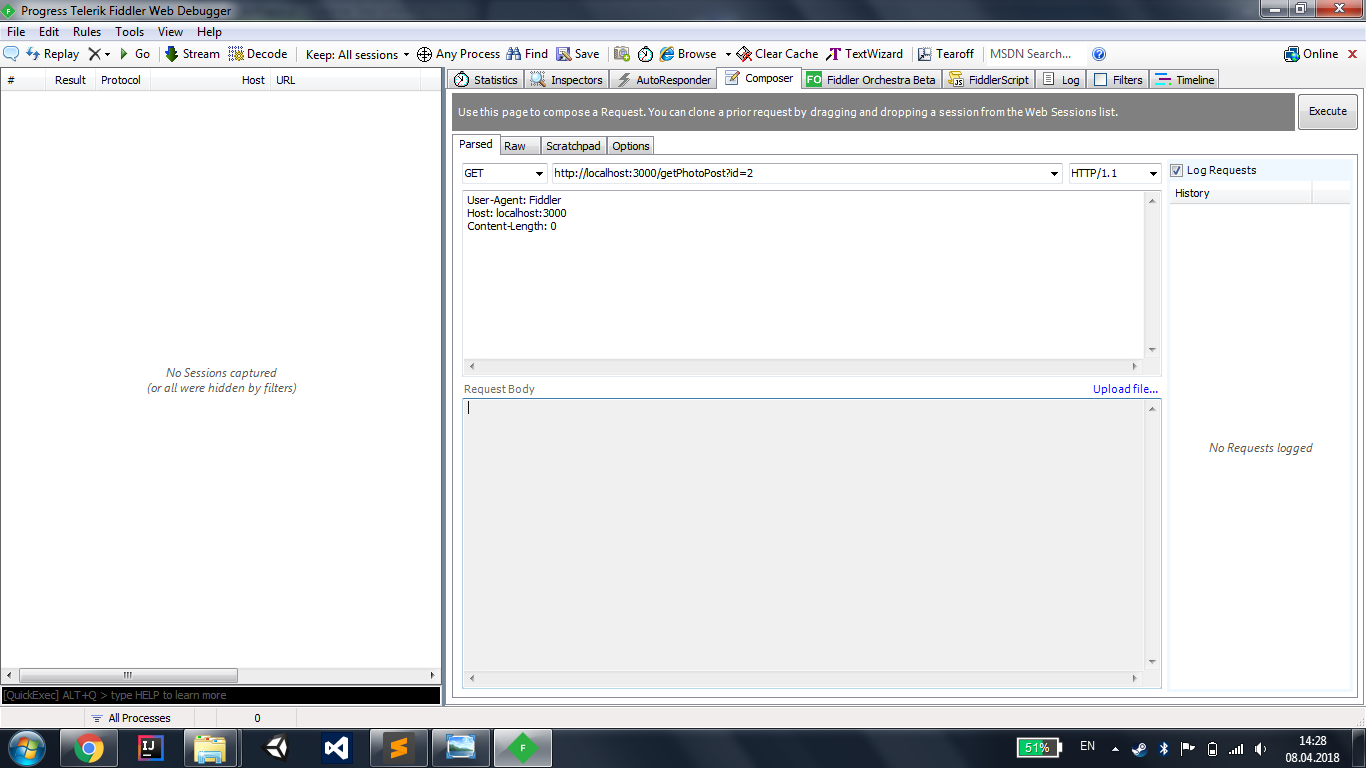 Progress Telerik Fiddler Web Debugger
File Edit Rules Tools View Help
Replay Go Stream Decode Keep: All sessions Any Process Find Save Browse Clear Cache TextWizard Tearoff MSDN Search... Online
# Result Protocol Host URL
Statistics Inspectors AutoResponder Composer FO Fiddler Orchestra Beta JS FiddlerScript Log Filters Timeline
Use this page to compose a Request. You can clone a prior request by dragging and dropping a session from the Web Sessions list.
Execute
Parsed Raw Scratchpad Options
GET http://localhost:3000/getPhotoPost?id=2 HTTP/1.1
Log Requests
History
User-Agent: Fiddler
Host: localhost:3000
Content-Length: 0
No Sessions captured
(or all were hidden by filters)
Request Body Upload file...
No Requests logged
[QuickExec] ALT+Q > type HELP to learn more
All Processes 0
IJ
F
51% EN
14:28
08.04.2018